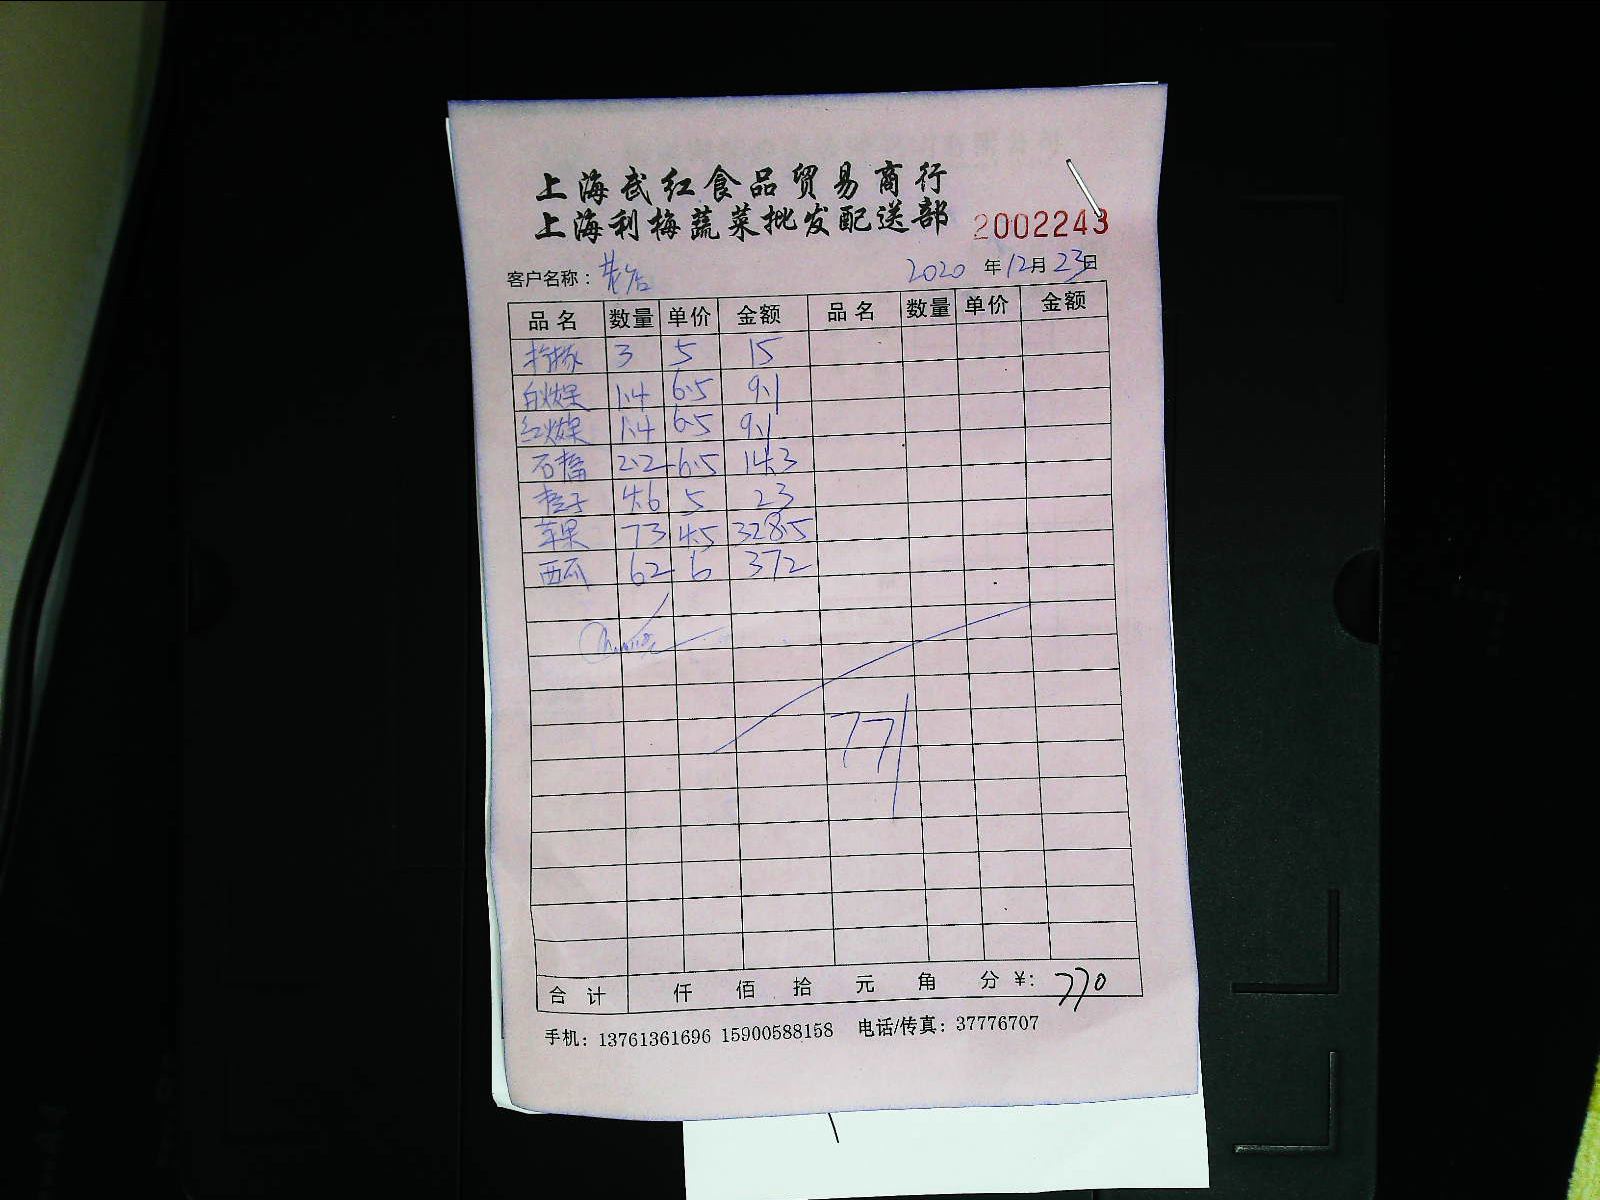 上海武红食品贸易商行
上海利梅蔬菜批发配送部 2002243
客户名称： 2020 年 12 月 23 日
品名 数量 单价 金额 品名 数量 单价 金额
柠檬 3 5 15
白火龙果 1.4 6.5 9.1
红火龙果 1.4 6.5 9.1
石榴 2.2 6.5 14.3
橙子 4.6 5 23
苹果 73 4.5 328.5
西瓜 62 6 372
771
合计 仟 佰 拾 元 角 分 ¥: 770
手机：13761361696 15900588158 电话/传真：37776707